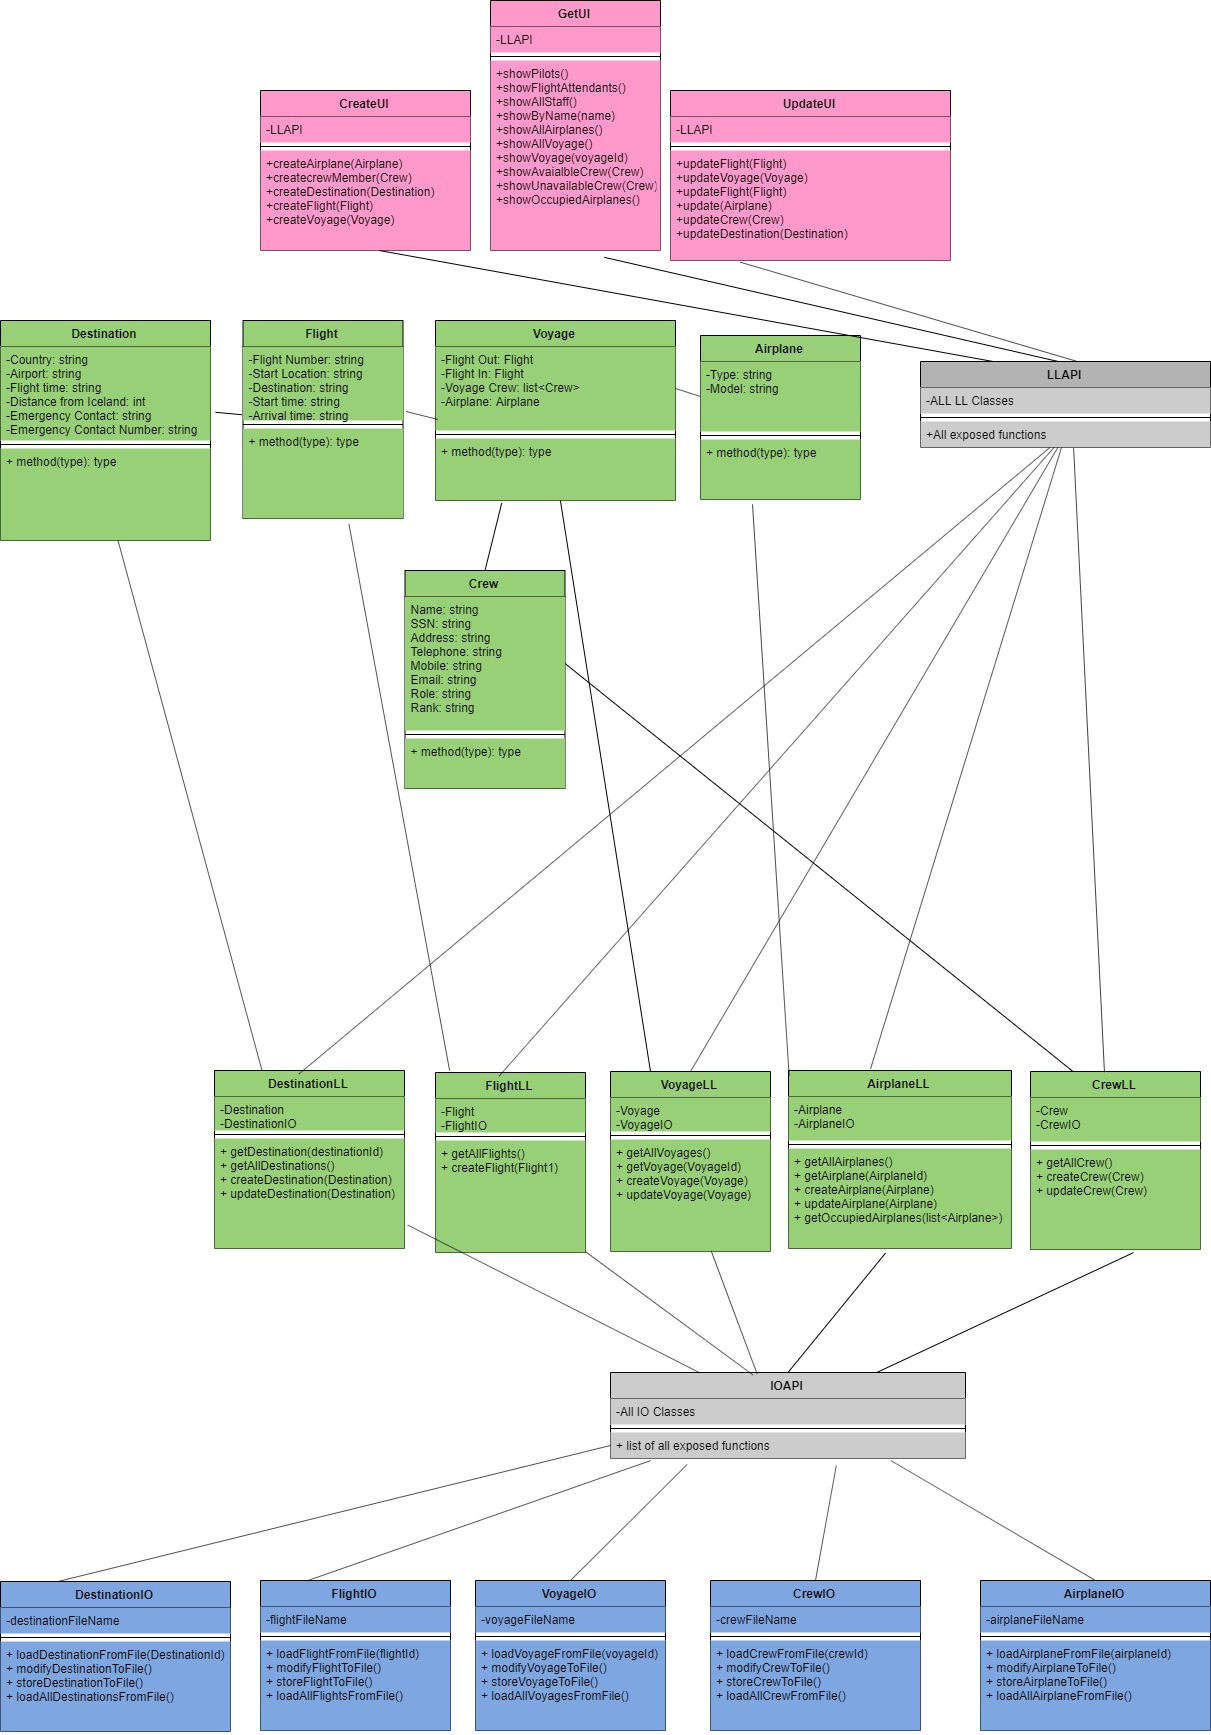 GetUI
-LLAPI
+showPilots()
+showFlightAttendants()
+showAllStaff()
+showByName(name)
+showAllAirplanes()
+showAllVoyage()
+showVoyage(voyageId)
+showAvaialbleCrew(Crew)
+showUnavailableCrew(Crew)
+showOccupiedAirplanes()
CreateUI
-LLAPI
+createAirplane(Airplane)
+createcrewMember(Crew)
+createDestination(Destination)
+createFlight(Flight)
+createVoyage(Voyage)
UpdateUI
-LLAPI
+updateFlight(Flight)
+updateVoyage(Voyage)
+updateFlight(Flight)
+update(Airplane)
+updateCrew(Crew)
+updateDestination(Destination)
Destination
-Country: string
-Airport: string
-Flight time: string
-Distance from Iceland: int
-Emergency Contact: string
-Emergency Contact Number: string
+ method(type): type
Flight
-Flight Number: string
-Start Location: string
-Destination: string
-Start time: string
-Arrival time: string
+ method(type): type
Voyage
-Flight Out: Flight
-Flight In: Flight
-Voyage Crew: list<Crew>
-Airplane: Airplane
+ method(type): type
Airplane
-Type: string
-Model: string
+ method(type): type
LLAPI
-ALL LL Classes
+All exposed functions
Crew
Name: string
SSN: string
Address: string
Telephone: string
Mobile: string
Email: string
Role: string
Rank: string
+ method(type): type
DestinationLL
-Destination
-DestinationIO
+ getDestination(destinationId)
+ getAllDestinations()
+ createDestination(Destination)
+ updateDestination(Destination)
FlightLL
-Flight
-FlightIO
+ getAllFlights()
+ createFlight(Flight1)
VoyageLL
-Voyage
-VoyageIO
+ getAllVoyages()
+ getVoyage(VoyageId)
+ createVoyage(Voyage)
+ updateVoyage(Voyage)
AirplaneLL
-Airplane
-AirplaneIO
+ getAllAirplanes()
+ getAirplane(AirplaneId)
+ createAirplane(Airplane)
+ updateAirplane(Airplane)
+ getOccupiedAirplanes(list<Airplane>)
CrewLL
-Crew
-CrewIO
+ getAllCrew()
+ createCrew(Crew)
+ updateCrew(Crew)
IOAPI
-All IO Classes
+ list of all exposed functions
DestinationIO
-destinationFileName
+ loadDestinationFromFile(DestinationId)
+ modifyDestinationToFile()
+ storeDestinationToFile()
+ loadAllDestinationsFromFile()
FlightIO
-flightFileName
+ loadFlightFromFile(flightId)
+ modifyFlightToFile()
+ storeFlightToFile()
+ loadAllFlightsFromFile()
VoyageIO
-voyageFileName
+ loadVoyageFromFile(voyageId)
+ modifyVoyageToFile()
+ storeVoyageToFile()
+ loadAllVoyagesFromFile()
CrewIO
-crewFileName
+ loadCrewFromFile(crewId)
+ modifyCrewToFile()
+ storeCrewToFile()
+ loadAllCrewFromFile()
AirplaneIO
-airplaneFileName
+ loadAirplaneFromFile(airplaneId)
+ modifyAirplaneToFile()
+ storeAirplaneToFile()
+ loadAllAirplaneFromFile()